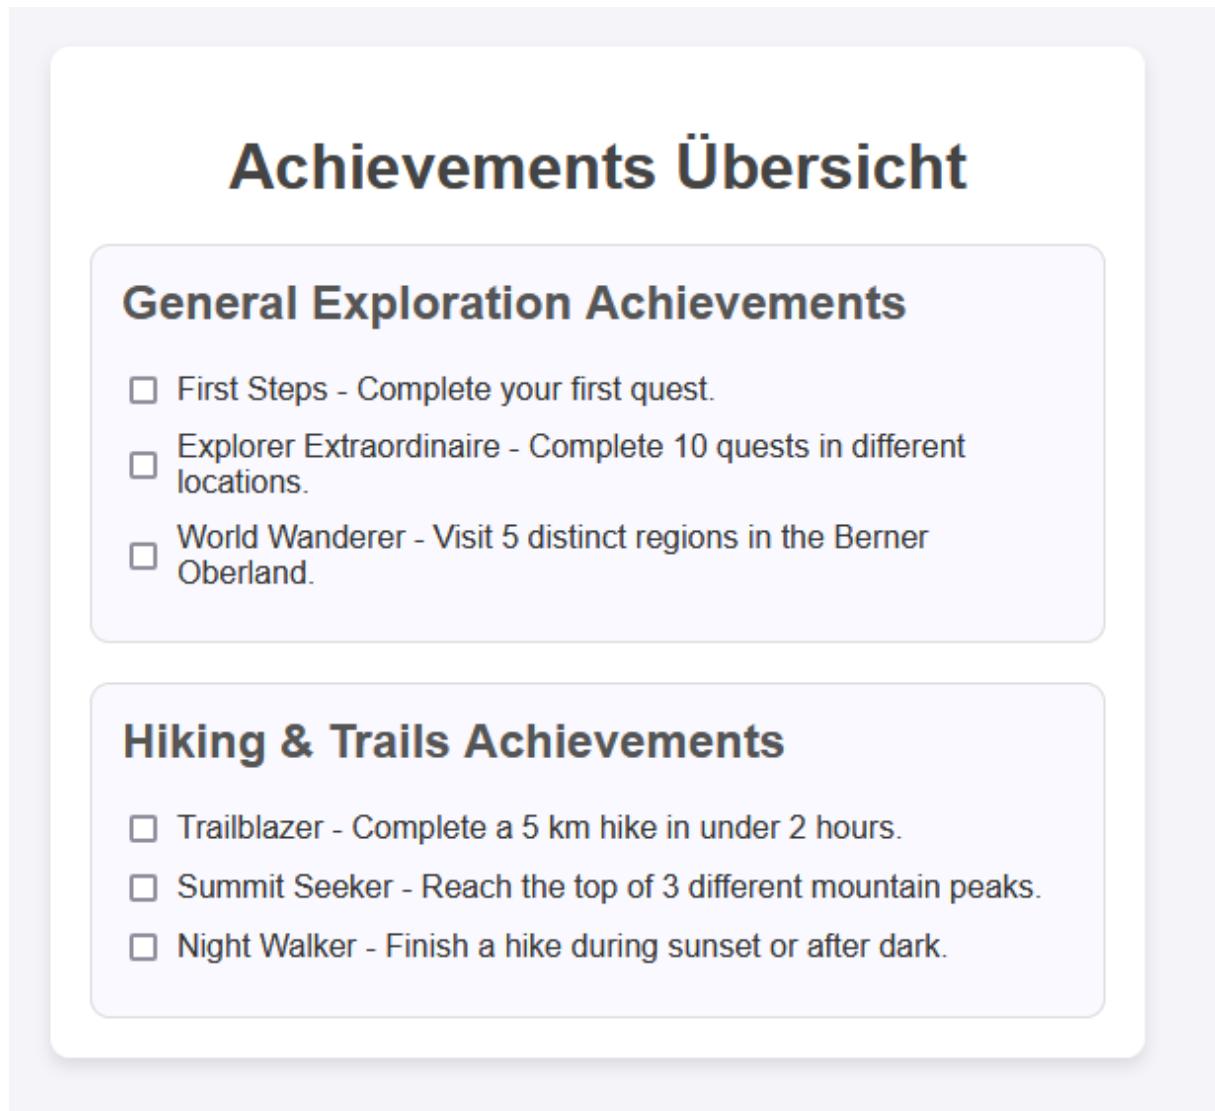 Achievements Übersicht
General Exploration Achievements
First Steps - Complete your first quest.
Explorer Extraordinaire - Complete 10 quests in different
locations.
World Wanderer - Visit 5 distinct regions in the Berner
Oberland.
Hiking & Trails Achievements
Trailblazer - Complete a 5 km hike in under 2 hours.
Summit Seeker - Reach the top of 3 different mountain peaks.
Night Walker - Finish a hike during sunset or after dark.